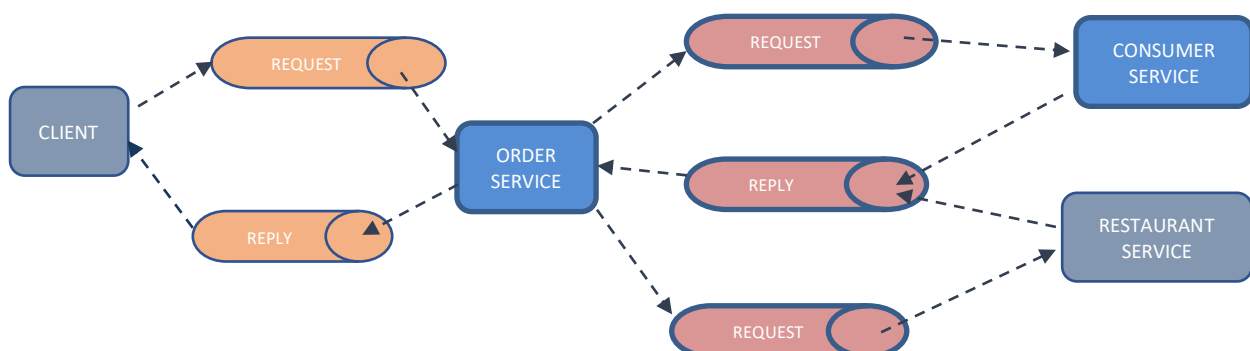 REQUEST
REQUEST
CONSUMER
SERVICE
CLIENT
ORDER
SERVICE
REPLY
REPLY
RESTAURANT
SERVICE
REQUEST